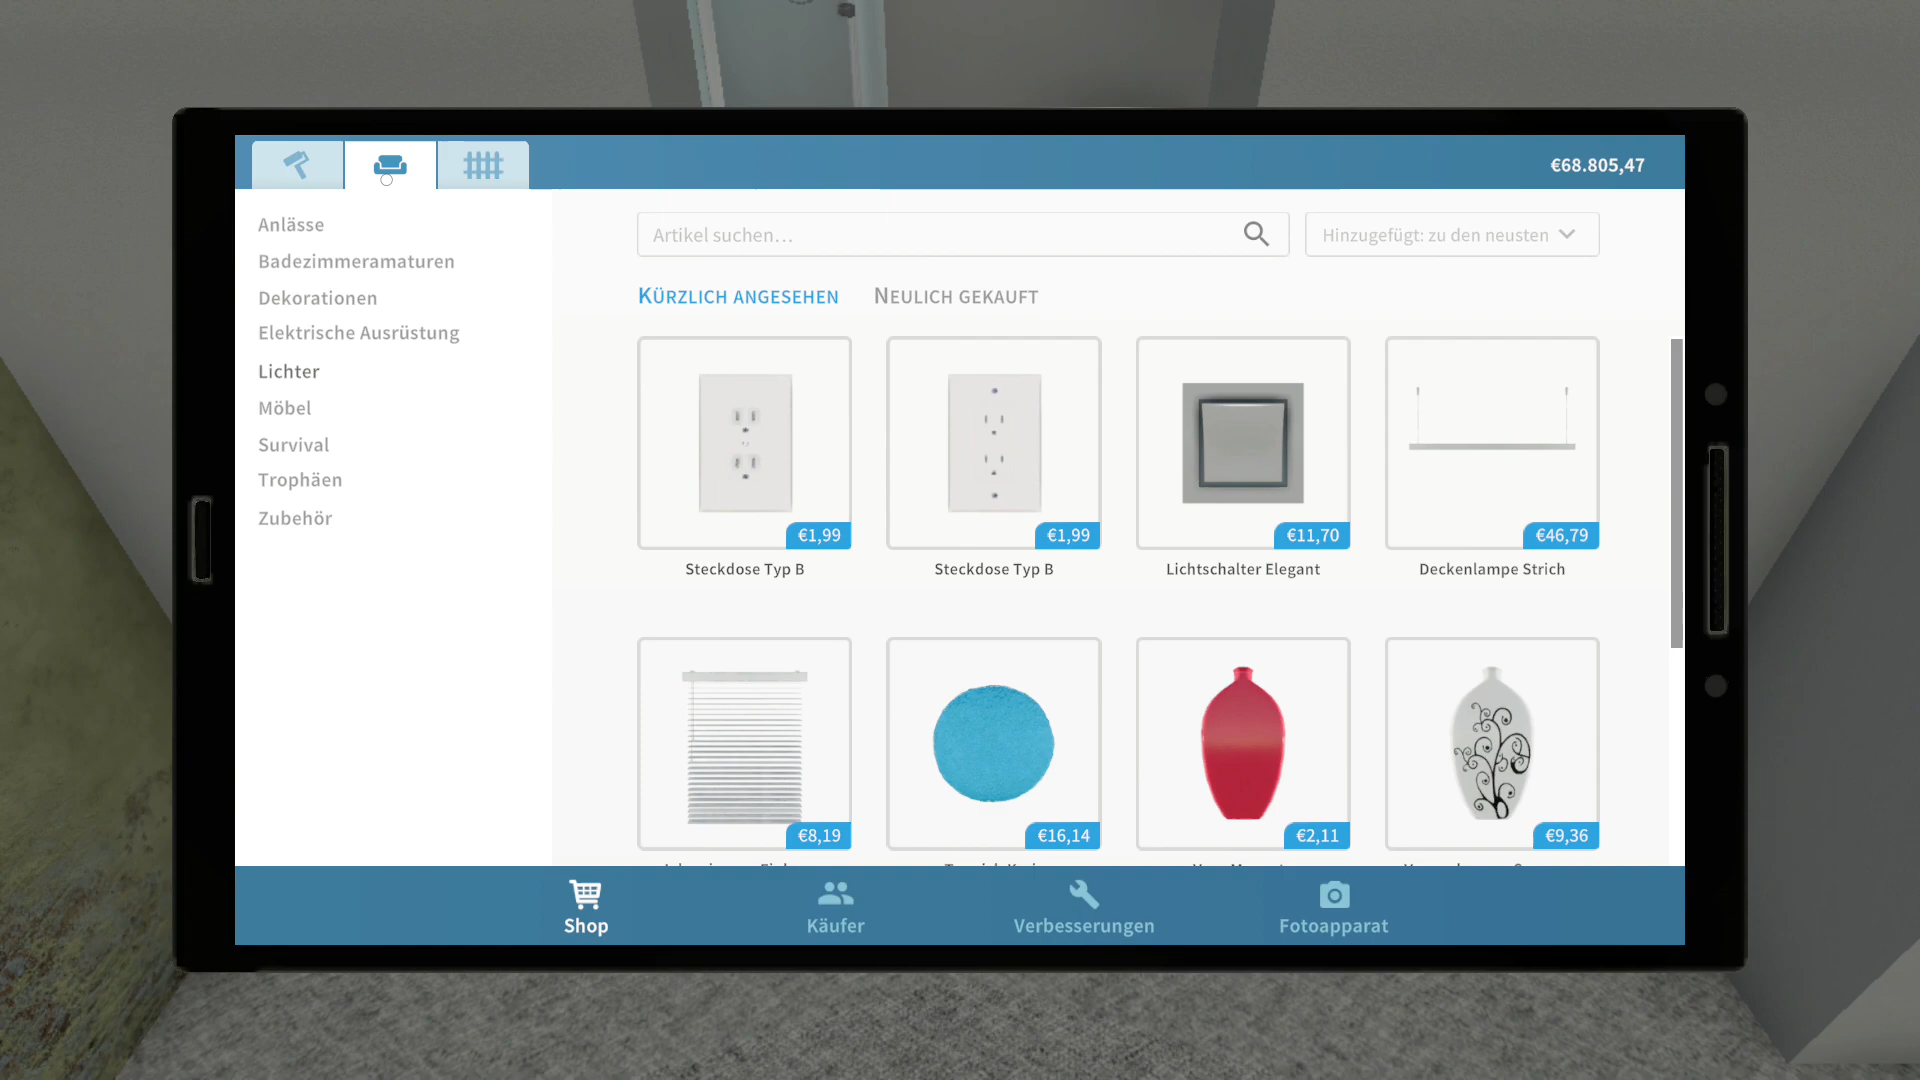 €68.805,47
Anlässe
Badezimmeramaturen
Dekorationen
Elektrische Ausrüstung
Lichter
Möbel
Survival
Trophäen
Zubehör
Artikel suchen...
Hinzugefügt: zu den neusten
KÜRZLICH ANGESEHEN
NEULICH GEKAUFT
€1,99
€1,99
€11,70
€46,79
Steckdose Typ B
Steckdose Typ B
Lichtschalter Elegant
Deckenlampe Strich
€8,19
€16,14
€2,11
€9,36
Shop
Käufer
Verbesserungen
Fotoapparat